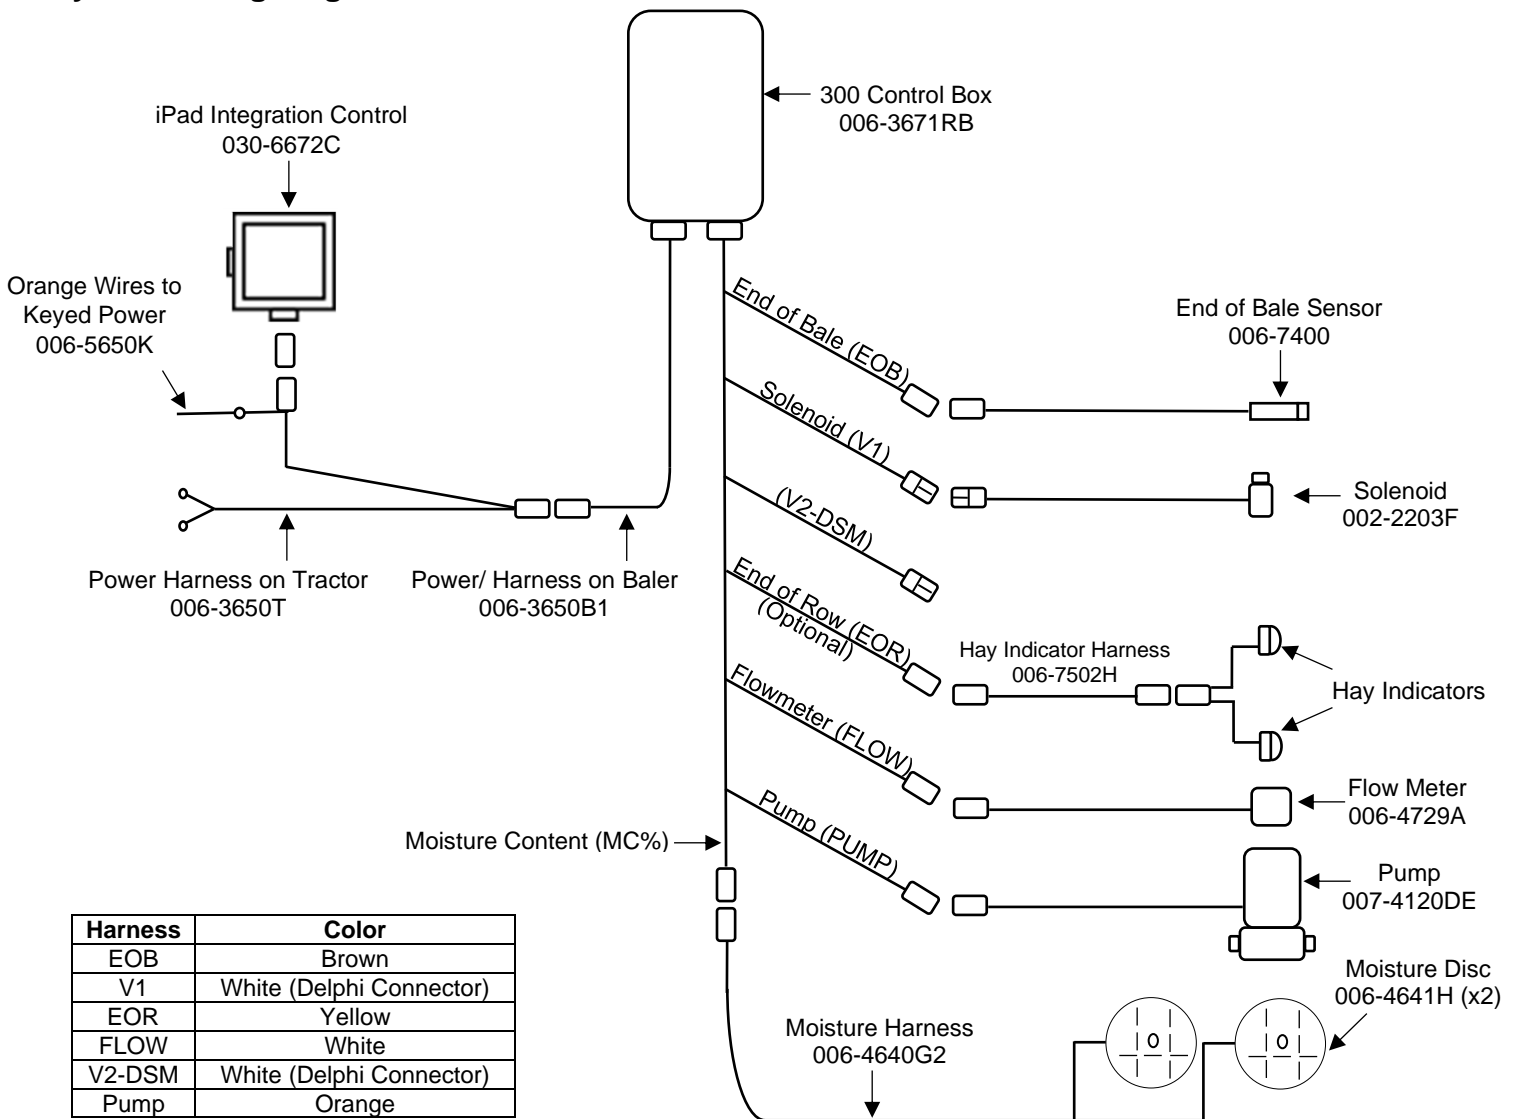 300 Control Box
006-3671RB
iPad Integration Control
030-6672C
Orange Wires to
Keyed Power
006-5650K
End of Bale (EOB)
End of Bale Sensor
006-7400
Solenoid (V1)
Solenoid
002-2203F
(V2-DSM)
Power Harness on Tractor
006-3650T
Power/ Harness on Baler
006-3650B1
End of Row (EOR)
(Optional)
Hay Indicator Harness
006-7502H
Hay Indicators
Flowmeter (FLOW)
Flow Meter
006-4729A
Pump (PUMP)
Pump
007-4120DE
Moisture Content (MC%)
Moisture Disc
006-4641H (x2)
Moisture Harness
006-4640G2
Harness Color
EOB Brown
V1 White (Delphi Connector)
EOR Yellow
FLOW White
V2-DSM White (Delphi Connector)
Pump Orange